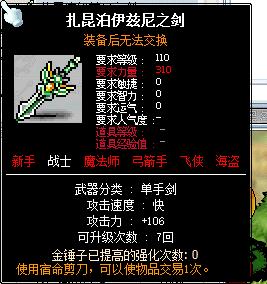 扎昆泊伊兹尼之剑
装备后无法交换
要求等级： 110
要求力量： 310
要求敏捷： 0
要求智力： 0
要求运气： 0
要求人气度：-
道具等级： -
道具经验值：-
新手 战士 魔法师 弓箭手 飞侠 海盗
武器分类 : 单手剑
攻击速度 : 快
攻击力 : +106
可升级次数 : 7回
金锤子已提高的强化次数: 0
使用宿命剪刀，可以使物品交易1次。